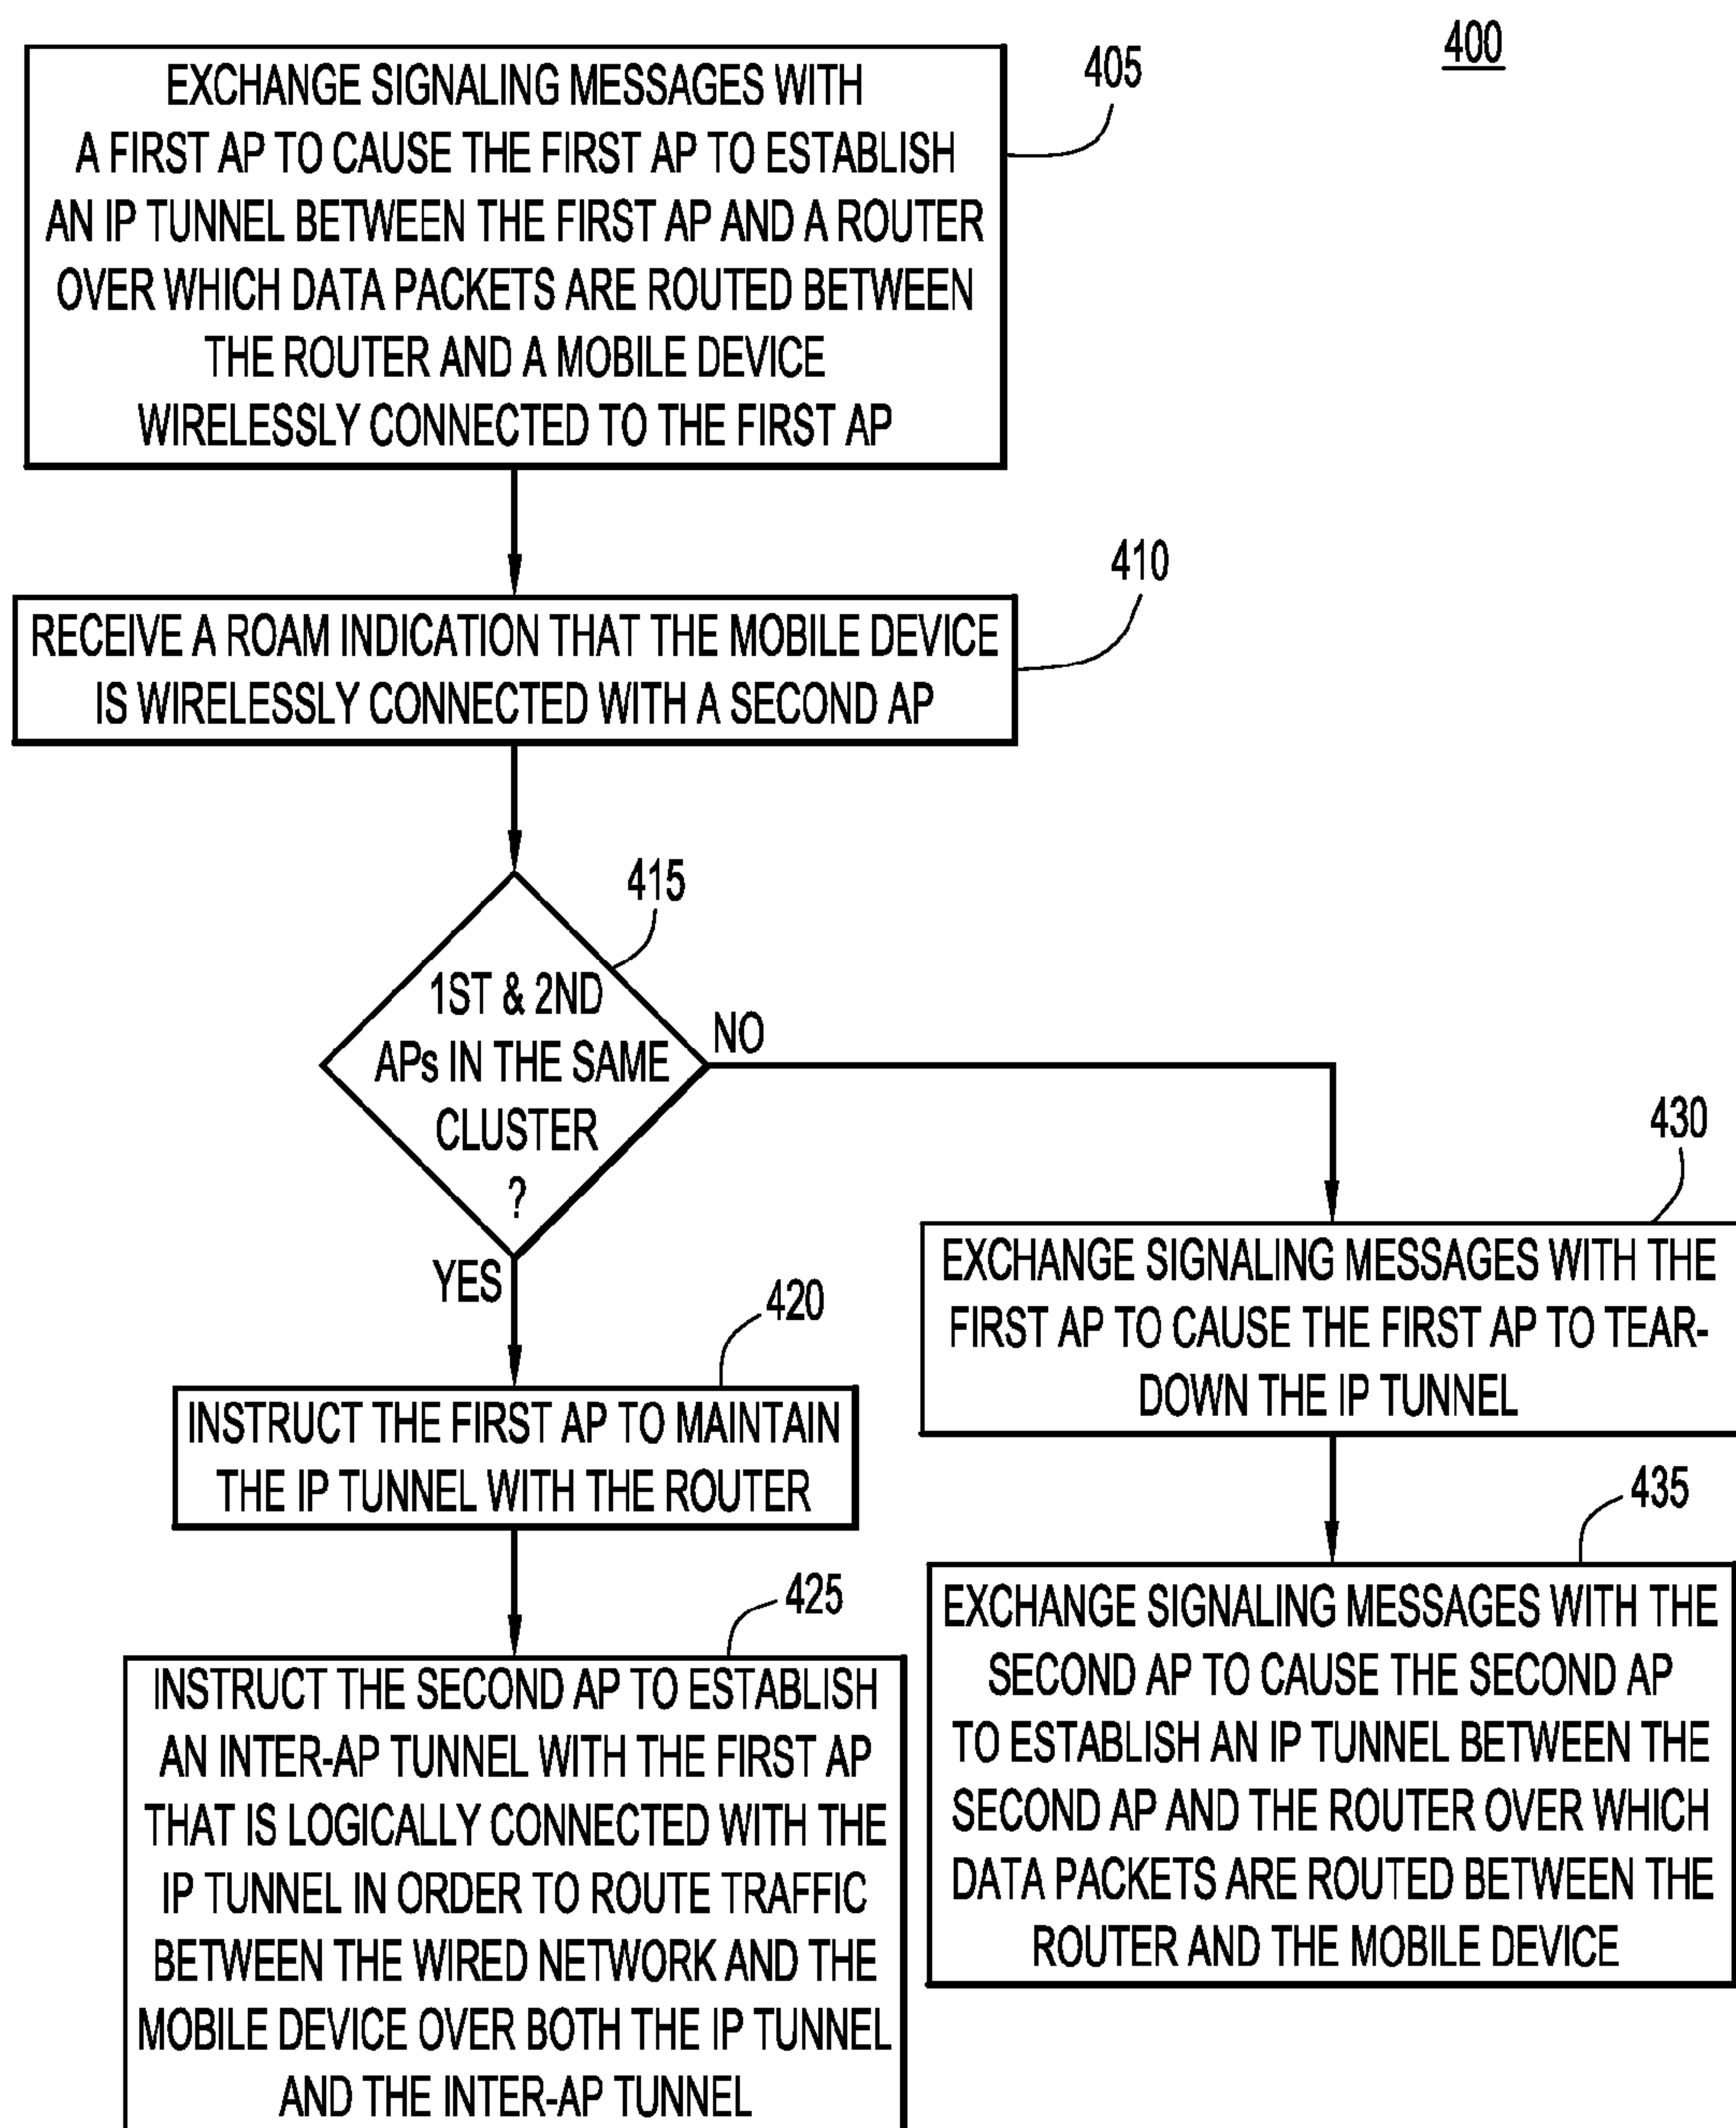 400
405
EXCHANGE SIGNALING MESSAGES WITH
A FIRST AP TO CAUSE THE FIRST AP TO ESTABLISH
AN IP TUNNEL BETWEEN THE FIRST AP AND A ROUTER
OVER WHICH DATA PACKETS ARE ROUTED BETWEEN
THE ROUTER AND A MOBILE DEVICE
WIRELESSLY CONNECTED TO THE FIRST AP
410
RECEIVE A ROAM INDICATION THAT THE MOBILE DEVICE
IS WIRELESSLY CONNECTED WITH A SECOND AP
415
1ST & 2ND
APs IN THE SAME
CLUSTER
?
NO
YES
420
INSTRUCT THE FIRST AP TO MAINTAIN
THE IP TUNNEL WITH THE ROUTER
425
INSTRUCT THE SECOND AP TO ESTABLISH
AN INTER-AP TUNNEL WITH THE FIRST AP
THAT IS LOGICALLY CONNECTED WITH THE
IP TUNNEL IN ORDER TO ROUTE TRAFFIC
BETWEEN THE WIRED NETWORK AND THE
MOBILE DEVICE OVER BOTH THE IP TUNNEL
AND THE INTER-AP TUNNEL
430
EXCHANGE SIGNALING MESSAGES WITH THE
FIRST AP TO CAUSE THE FIRST AP TO TEAR-
DOWN THE IP TUNNEL
435
EXCHANGE SIGNALING MESSAGES WITH THE
SECOND AP TO CAUSE THE SECOND AP
TO ESTABLISH AN IP TUNNEL BETWEEN THE
SECOND AP AND THE ROUTER OVER WHICH
DATA PACKETS ARE ROUTED BETWEEN THE
ROUTER AND THE MOBILE DEVICE